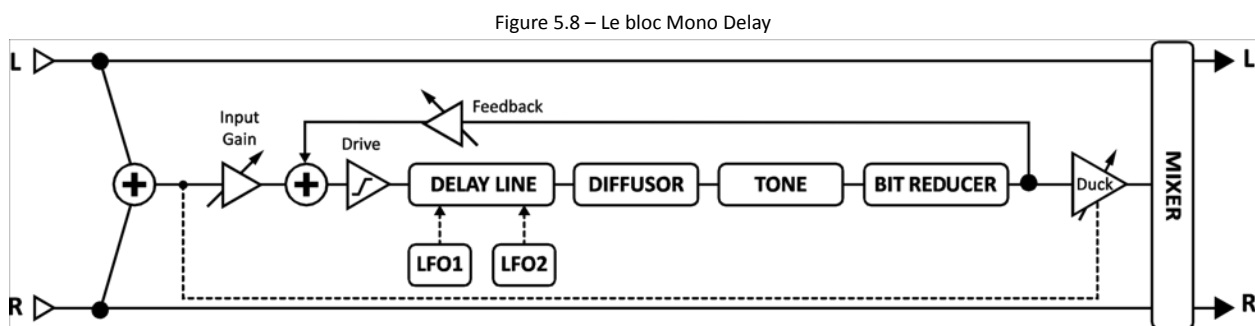 Figure 5.8 – Le bloc Mono Delay
L
L
Input
Gain
Feedback
Drive
DELAY LINE
DIFFUSOR
TONE
BIT REDUCER
Duck
MIXER
LFO1
LFO2
R
R